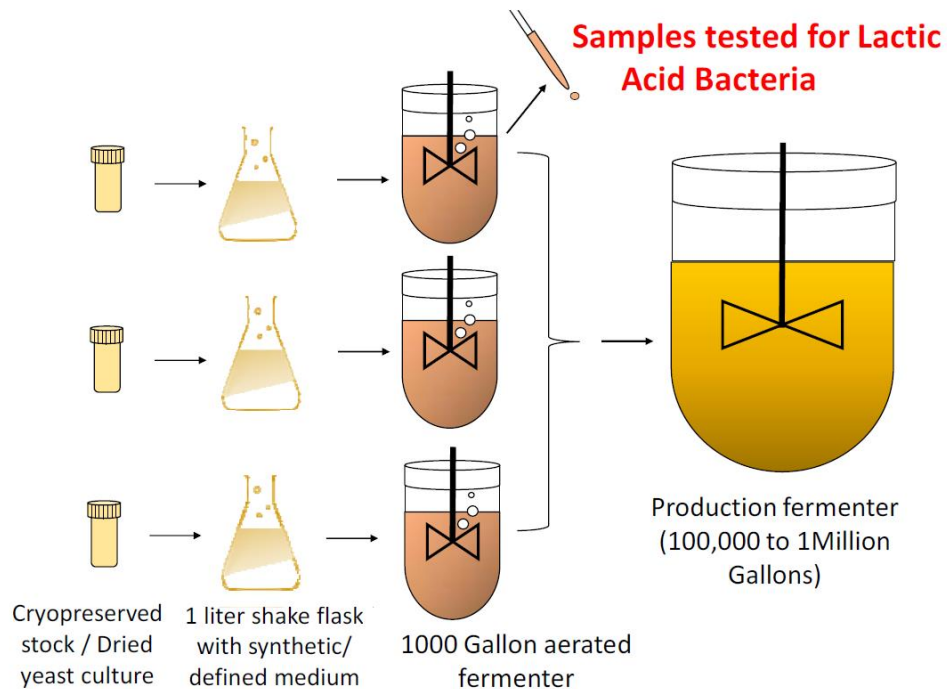 Samples tested for Lactic
Acid Bacteria
Production fermenter
(100,000 to 1Million
Gallons)
Cryopreserved
stock / Dried
yeast culture
1 liter shake flask
with synthetic/
defined medium
1000 Gallon aerated
fermenter